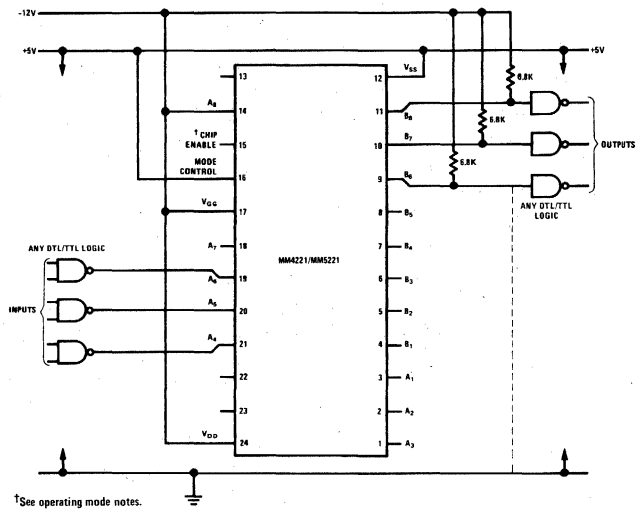 -12V
+5V
+5V
VSS
6.8K
13
12
A8
14
11
B8
6.8K
† CHIP
ENABLE
15
10
B7
OUTPUTS
MODE
CONTROL
16
9
B6
6.8K
VGG
17
8
B5
ANY DTL/TTL
LOGIC
ANY DTL/TTL LOGIC
A7
18
7
B4
MM4221/MM5221
A6
19
6
B3
INPUTS
A5
20
5
B2
A4
21
4
B1
22
3
A1
23
2
A2
VDD
24
1
A3
†See operating mode notes.